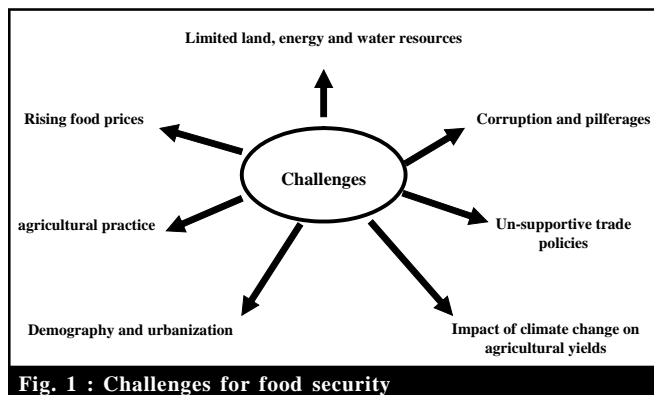 Limited land, energy and water resources
Rising food prices
Corruption and pilferages
Challenges
agricultural practice
Un-supportive trade
policies
Demography and urbanization
Impact of climate change on
agricultural yields
Fig. 1 : Challenges for food security